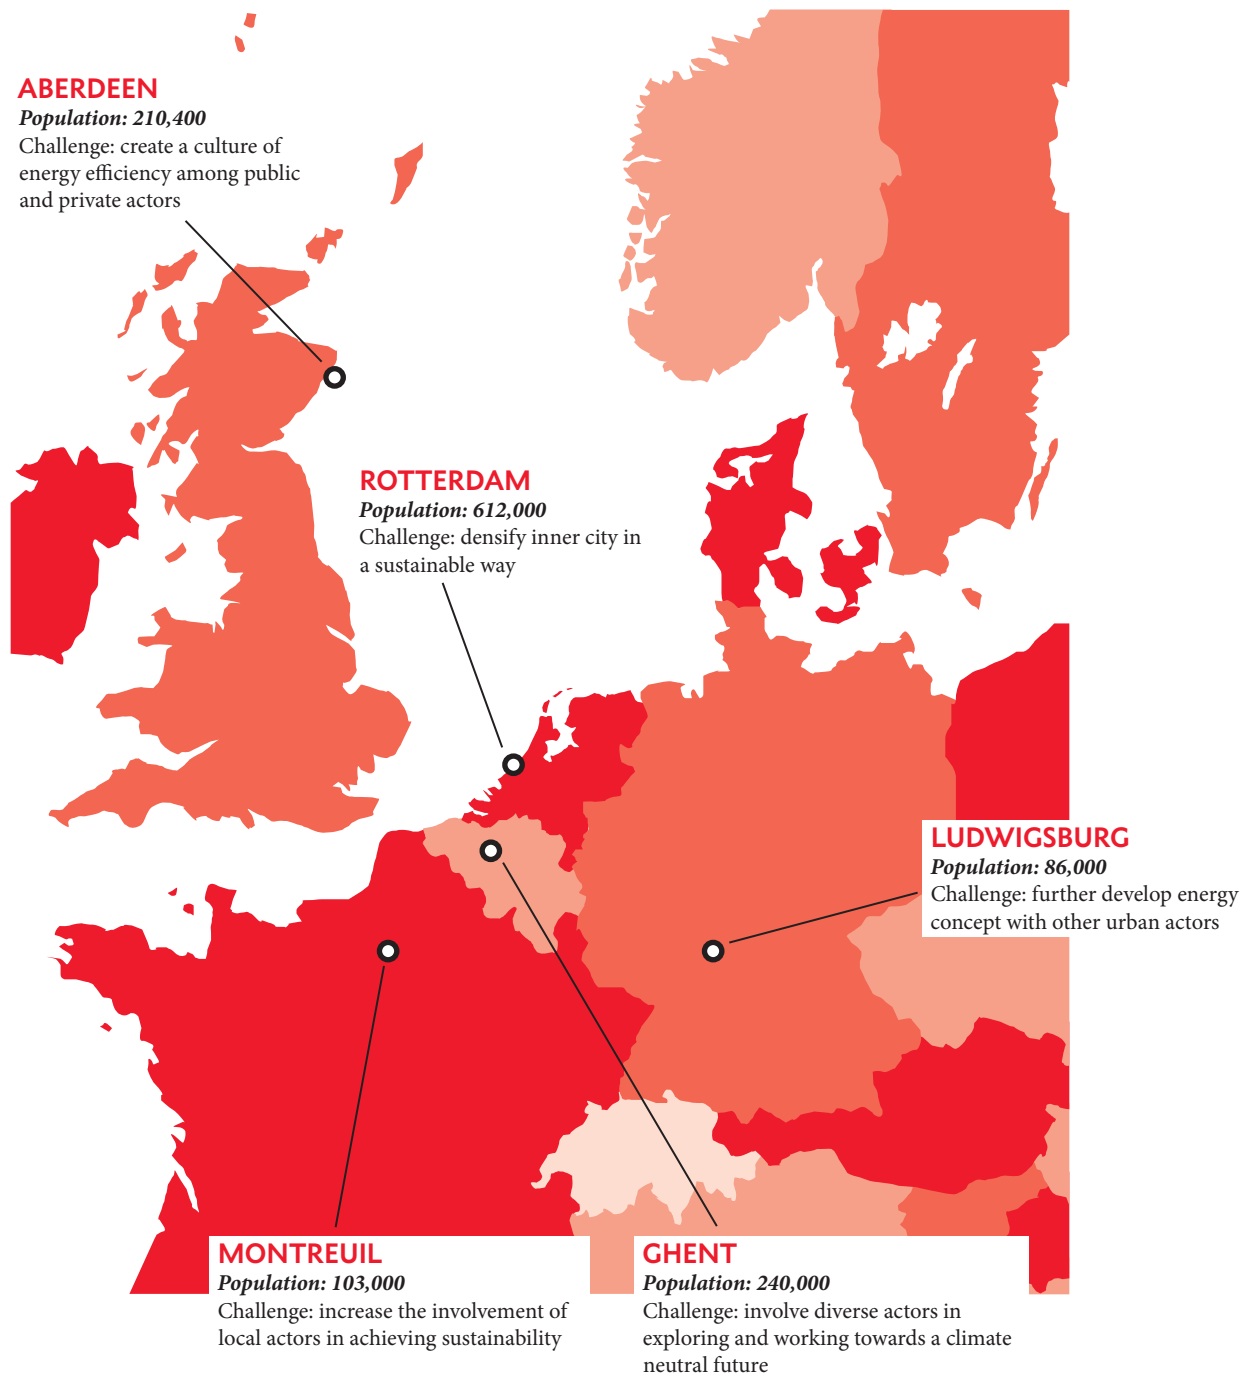 ABERDEEN
Population: 210,400
Challenge: create a culture of
energy efficiency among public
and private actors
ROTTERDAM
Population: 612,000
Challenge: densify inner city in
a sustainable way
LUDWIGSBURG
Population: 86,000
Challenge: further develop energy
concept with other urban actors
MONTREUIL
Population: 103,000
Challenge: increase the involvement of
local actors in achieving sustainability
GHENT
Population: 240,000
Challenge: involve diverse actors in
exploring and working towards a climate
neutral future